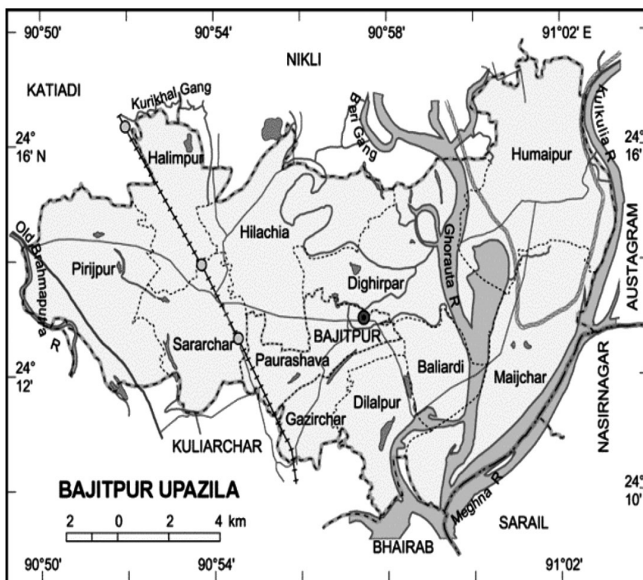 90°50' 90°54' 90°58' 91°02' E
NIKLI
KATIADI
Kurikhal Gang
Beri Gang
Kulkulia R
24°
16' N
24°
16'
Halimpur
Humaipur
Hilachia
Ghorauta R
Old Brahmaputra R
Pirijpur
Dighirpar
AUSTAGRAM
BAJITPUR
Sararchar
Paurashava
Baliardi
Maijchar
24°
12'
Gazirchar
Dilalpur
NASIRNAGAR
KULIARCHAR
BAJITPUR UPAZILA
2 0 2 4 km
Meghna R
24°
10'
SARAIL
BHAIRAB
90°50' 90°54' 91°02'